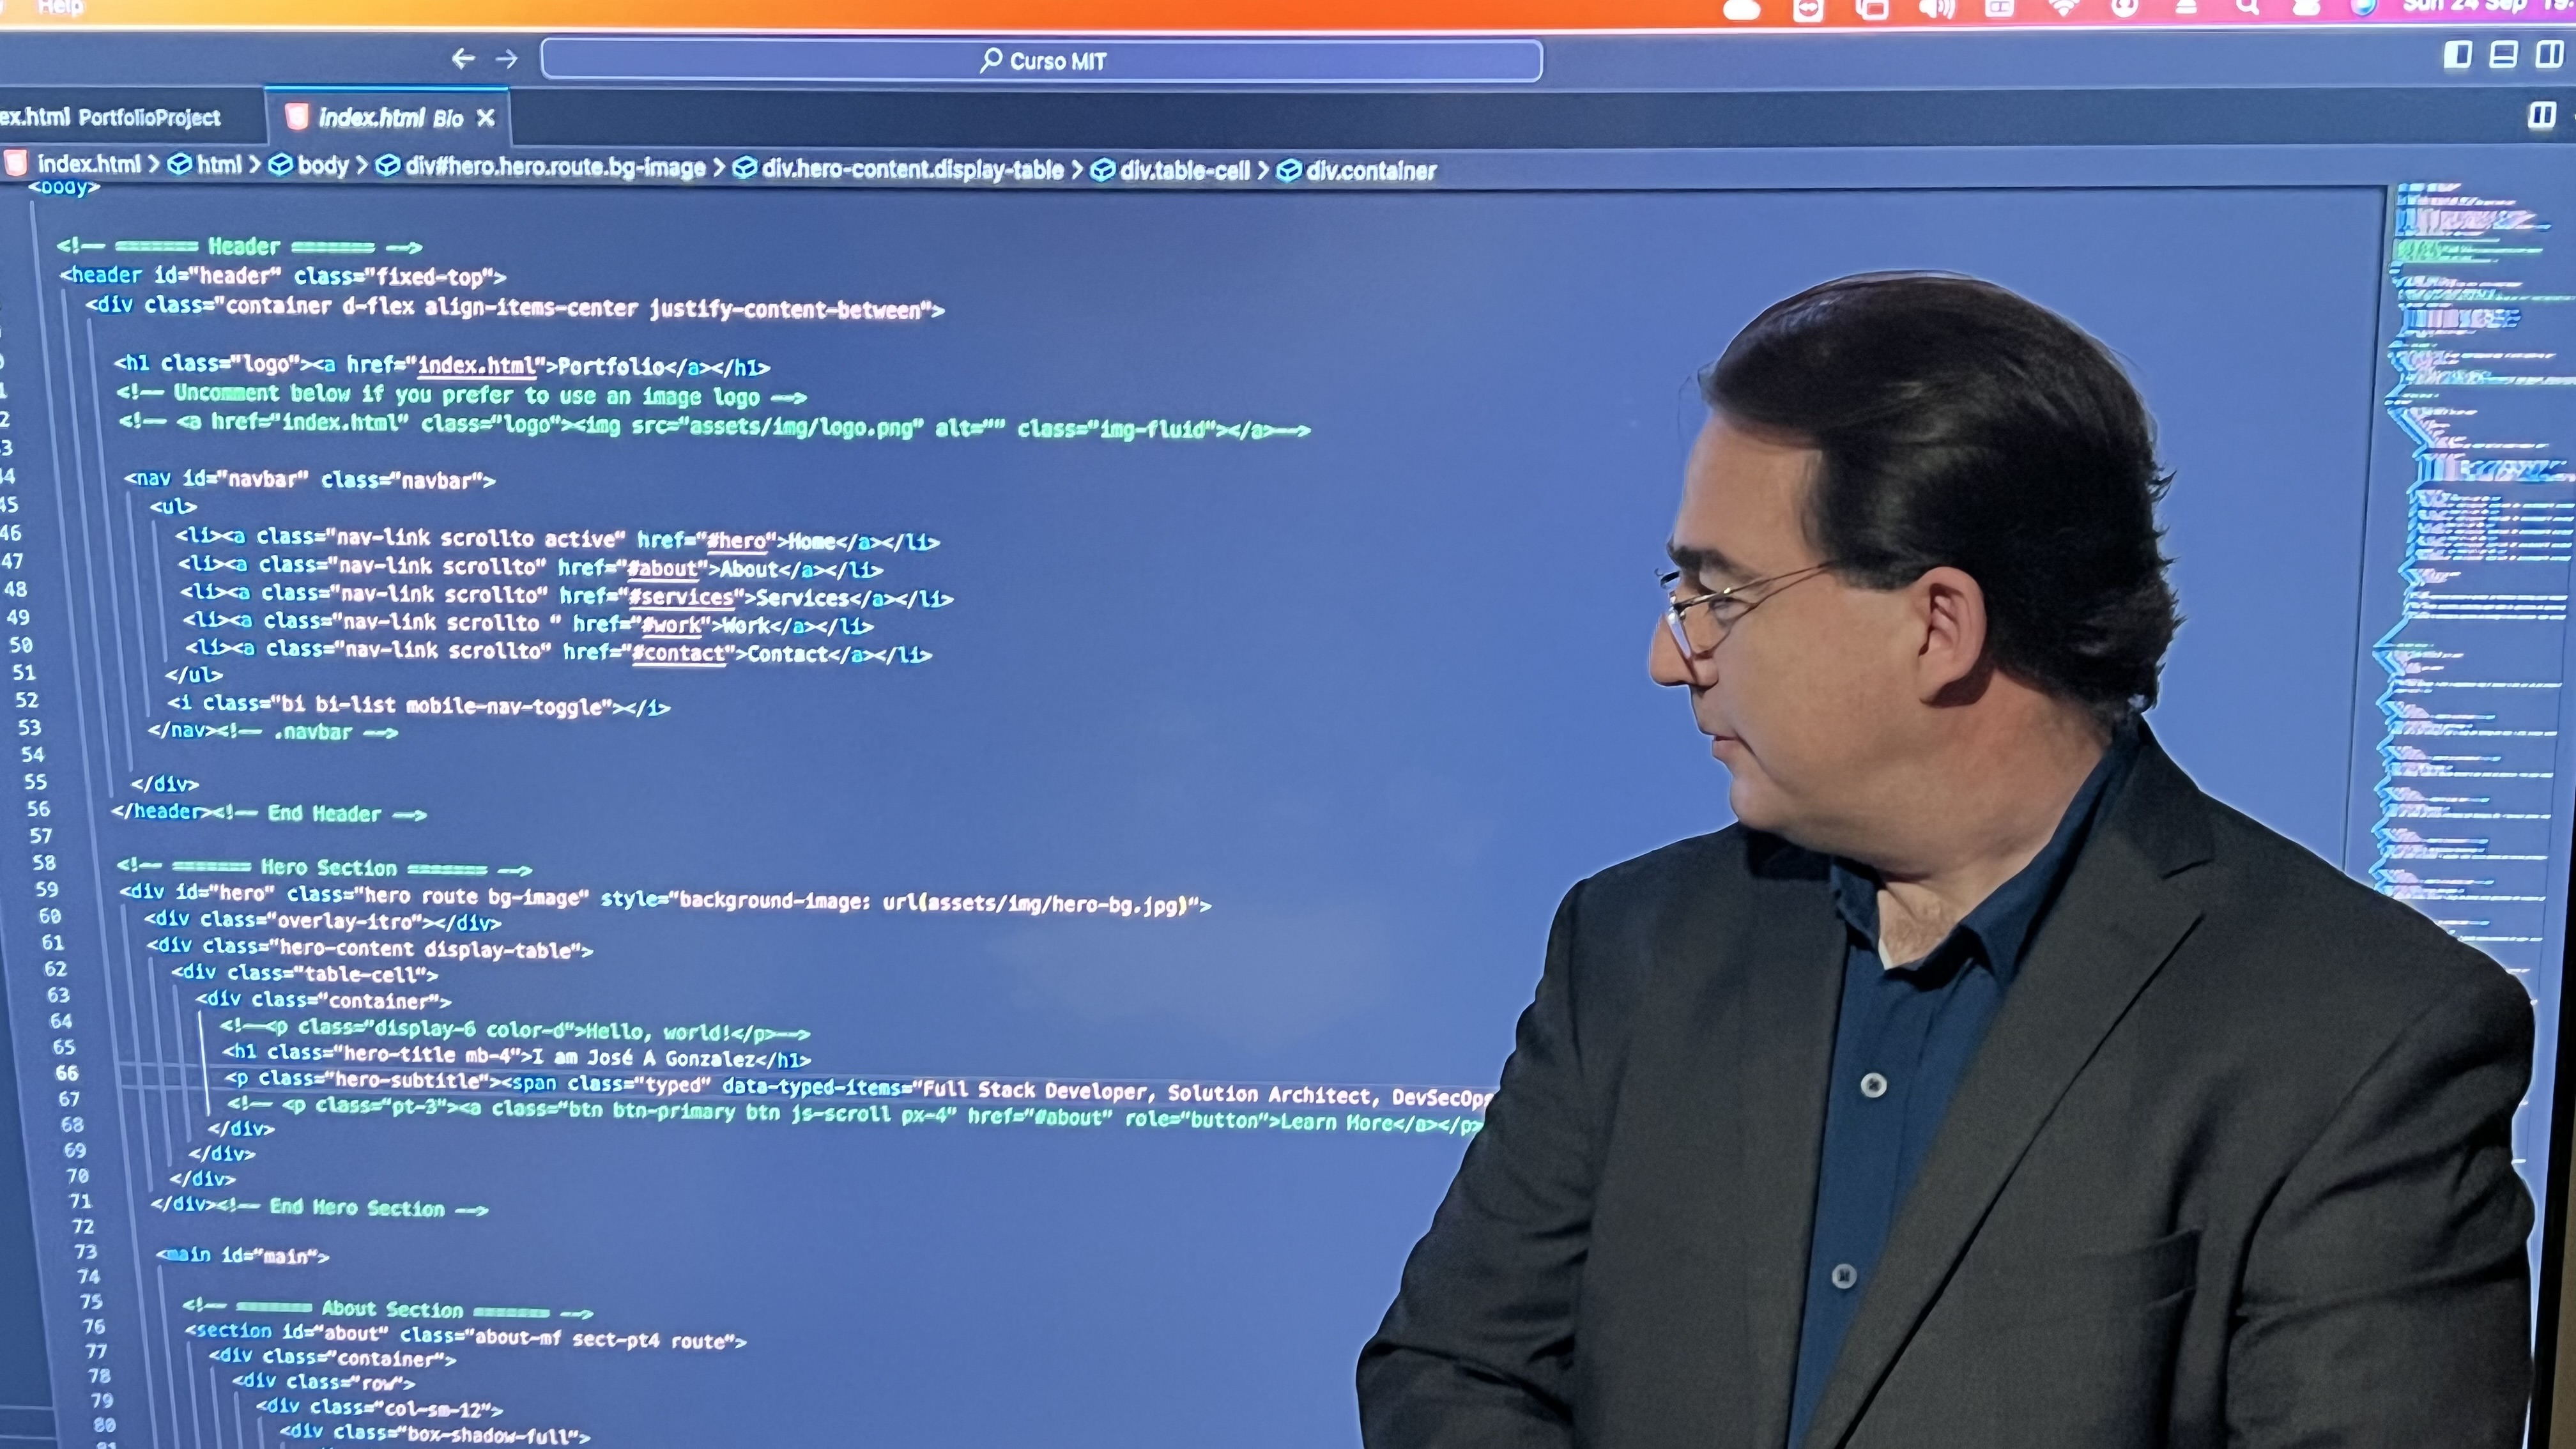 Help
Sun 24 Sep 19:
Curso MIT
ex.html PortfolioProject
index.html Bio
index.html > html > body > div#hero.hero.route.bg-image > div.hero-content.display-table > div.table-cell > div.container
<body>
<!-- ======= Header ======= -->
<header id="header" class="fixed-top">
<div class="container d-flex align-items-center justify-content-between">
<h1 class="logo"><a href="index.html">Portfolio</a></h1>
<!-- Uncomment below if you prefer to use an image logo -->
<!-- <a href="index.html" class="logo"><img src="assets/img/logo.png" alt="" class="img-fluid"></a>-->
<nav id="navbar" class="navbar">
45 <ul>
46 <li><a class="nav-link scrollto active" href="#hero">Home</a></li>
47 <li><a class="nav-link scrollto" href="#about">About</a></li>
48 <li><a class="nav-link scrollto" href="#services">Services</a></li>
49 <li><a class="nav-link scrollto " href="#work">Work</a></li>
50 <li><a class="nav-link scrollto" href="#contact">Contact</a></li>
51 </ul>
52 <i class="bi bi-list mobile-nav-toggle"></i>
53 </nav><!-- .navbar -->
54
55 </div>
56 </header><!-- End Header -->
57
58 <!-- ======= Hero Section ======= -->
59 <div id="hero" class="hero route bg-image" style="background-image: url(assets/img/hero-bg.jpg)">
60 <div class="overlay-itro"></div>
61 <div class="hero-content display-table">
62 <div class="table-cell">
63 <div class="container">
64 <!--<p class="display-6 color-d">Hello, world!</p>-->
65 <h1 class="hero-title mb-4">I am José A Gonzalez</h1>
66 <p class="hero-subtitle"><span class="typed" data-typed-items="Full Stack Developer, Solution Architect, DevSecOps
67 <!-- <p class="pt-3"><a class="btn btn-primary btn js-scroll px-4" href="#about" role="button">Learn More</a></p>
68 </div>
69 </div>
70 </div>
71 </div><!-- End Hero Section -->
72
73 <main id="main">
74
75 <!-- ======= About Section ======= -->
76 <section id="about" class="about-mf sect-pt4 route">
77 <div class="container">
78 <div class="row">
79 <div class="col-sm-12">
80 <div class="box-shadow-full">